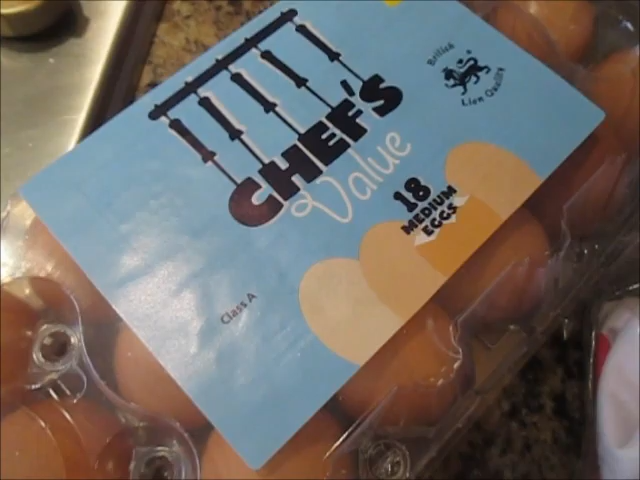 CHEF'S
Value
British
Lion Quality
18
MEDIUM
EGGS
Class A